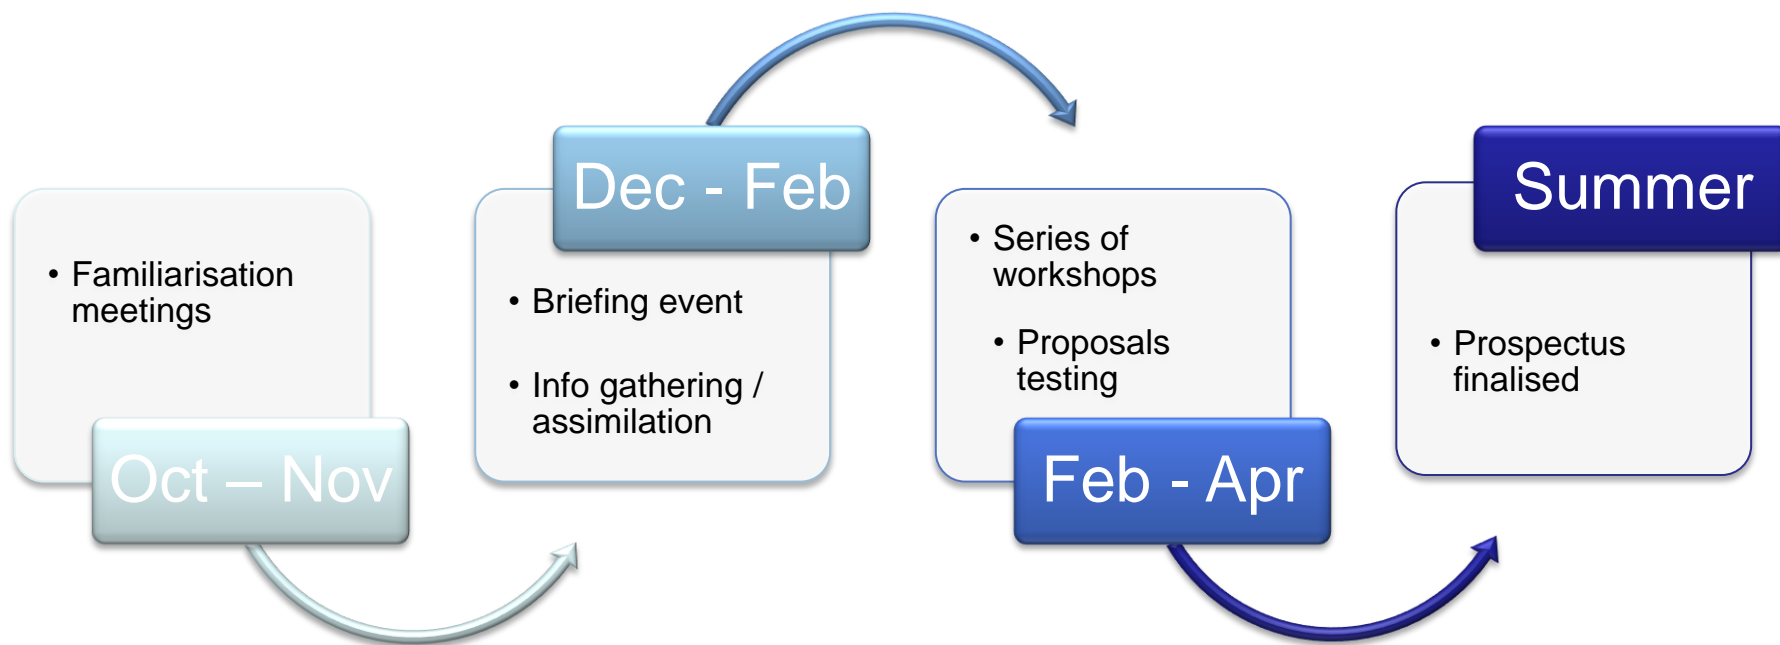 • Familiarisation
meetings
Oct – Nov
Dec - Feb
• Briefing event
• Info gathering /
assimilation
• Series of
workshops
• Proposals
testing
Feb - Apr
Summer
• Prospectus
finalised